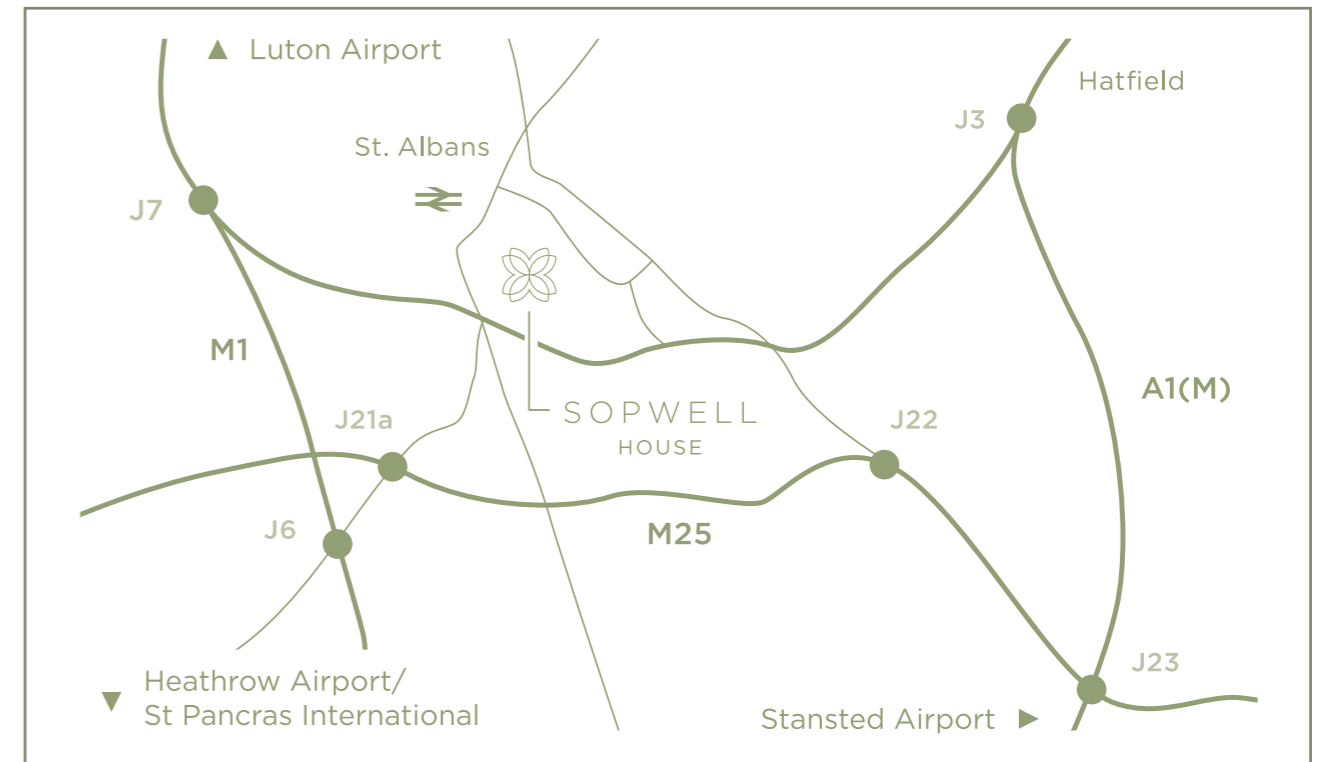 Luton Airport
Hatfield
J3
St. Albans
J7
M1
A1(M)
J21a
SOPWELL
HOUSE
J22
J6
M25
J23
Heathrow Airport/
St Pancras International
Stansted Airport